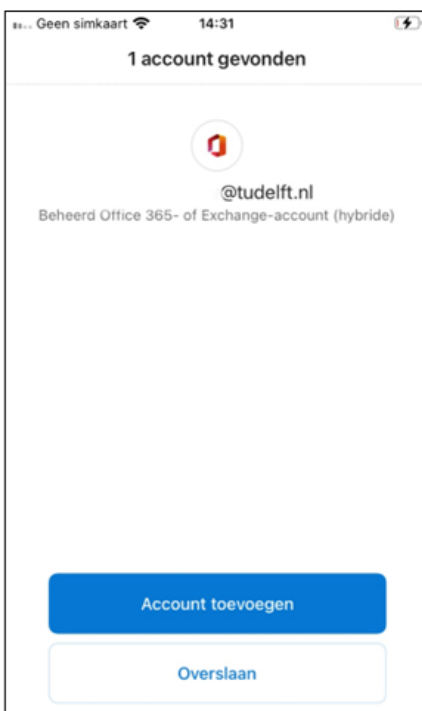 Geen simkaart 14:31
1 account gevonden
@tudelft.nl
Beheerd Office 365- of Exchange-account (hybride)
Account toevoegen
Overslaan